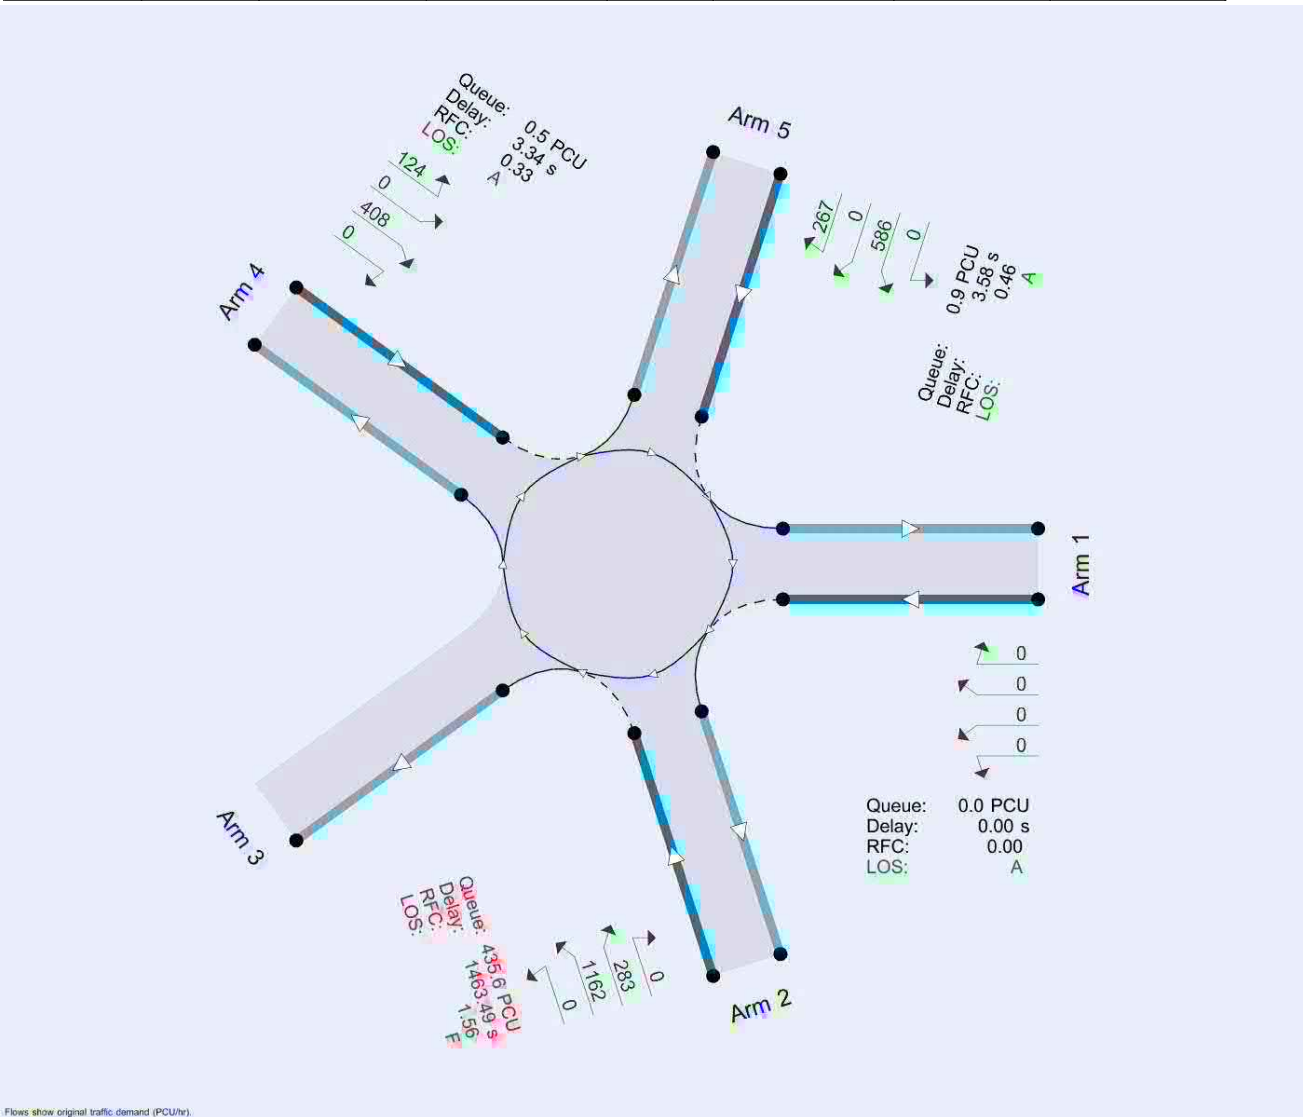 Queue: 0.5 PCU
Delay: 3.34 s
RFC: 0.33
LOS: A
124
0
408
0
Arm 4
Arm 5
267
0
586
0
Queue: 0.9 PCU
Delay: 3.58 s
RFC: 0.46
LOS: A
Arm 1
0
0
0
0
Queue: 0.0 PCU
Delay: 0.00 s
RFC: 0.00
LOS: A
Arm 3
Queue: 435.6 PCU
Delay: 1463.49 s
RFC: 1.56
LOS: F
0
1162
283
0
Arm 2
Flows show original traffic demand (PCU/hr).